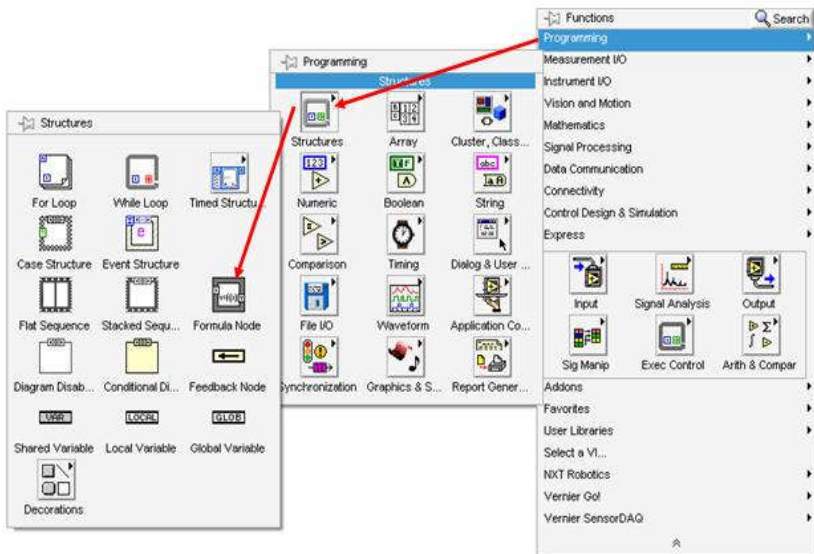 Functions
Search
Programming
Measurement I/O
Instrument I/O
Vision and Motion
Mathematics
Signal Processing
Data Communication
Connectivity
Control Design & Simulation
Express
Input Signal Analysis Output
Sig Manip Exec Control Arith & Compar
Addons
Favorites
User Libraries
Select a VI...
NXT Robotics
Vernier Go!
Vernier SensorDAQ
Programming
Structures
Structures Array Cluster, Class...
Numeric Boolean String
Comparison Timing Dialog & User ...
File I/O Waveform Application Co...
Synchronization Graphics & S... Report Gener...
Structures
For Loop While Loop Timed Structu...
Case Structure Event Structure
Flat Sequence Stacked Sequ... Formula Node
Diagram Disab... Conditional Di... Feedback Node
VAR LOCAL GLOB
Shared Variable Local Variable Global Variable
Decorations